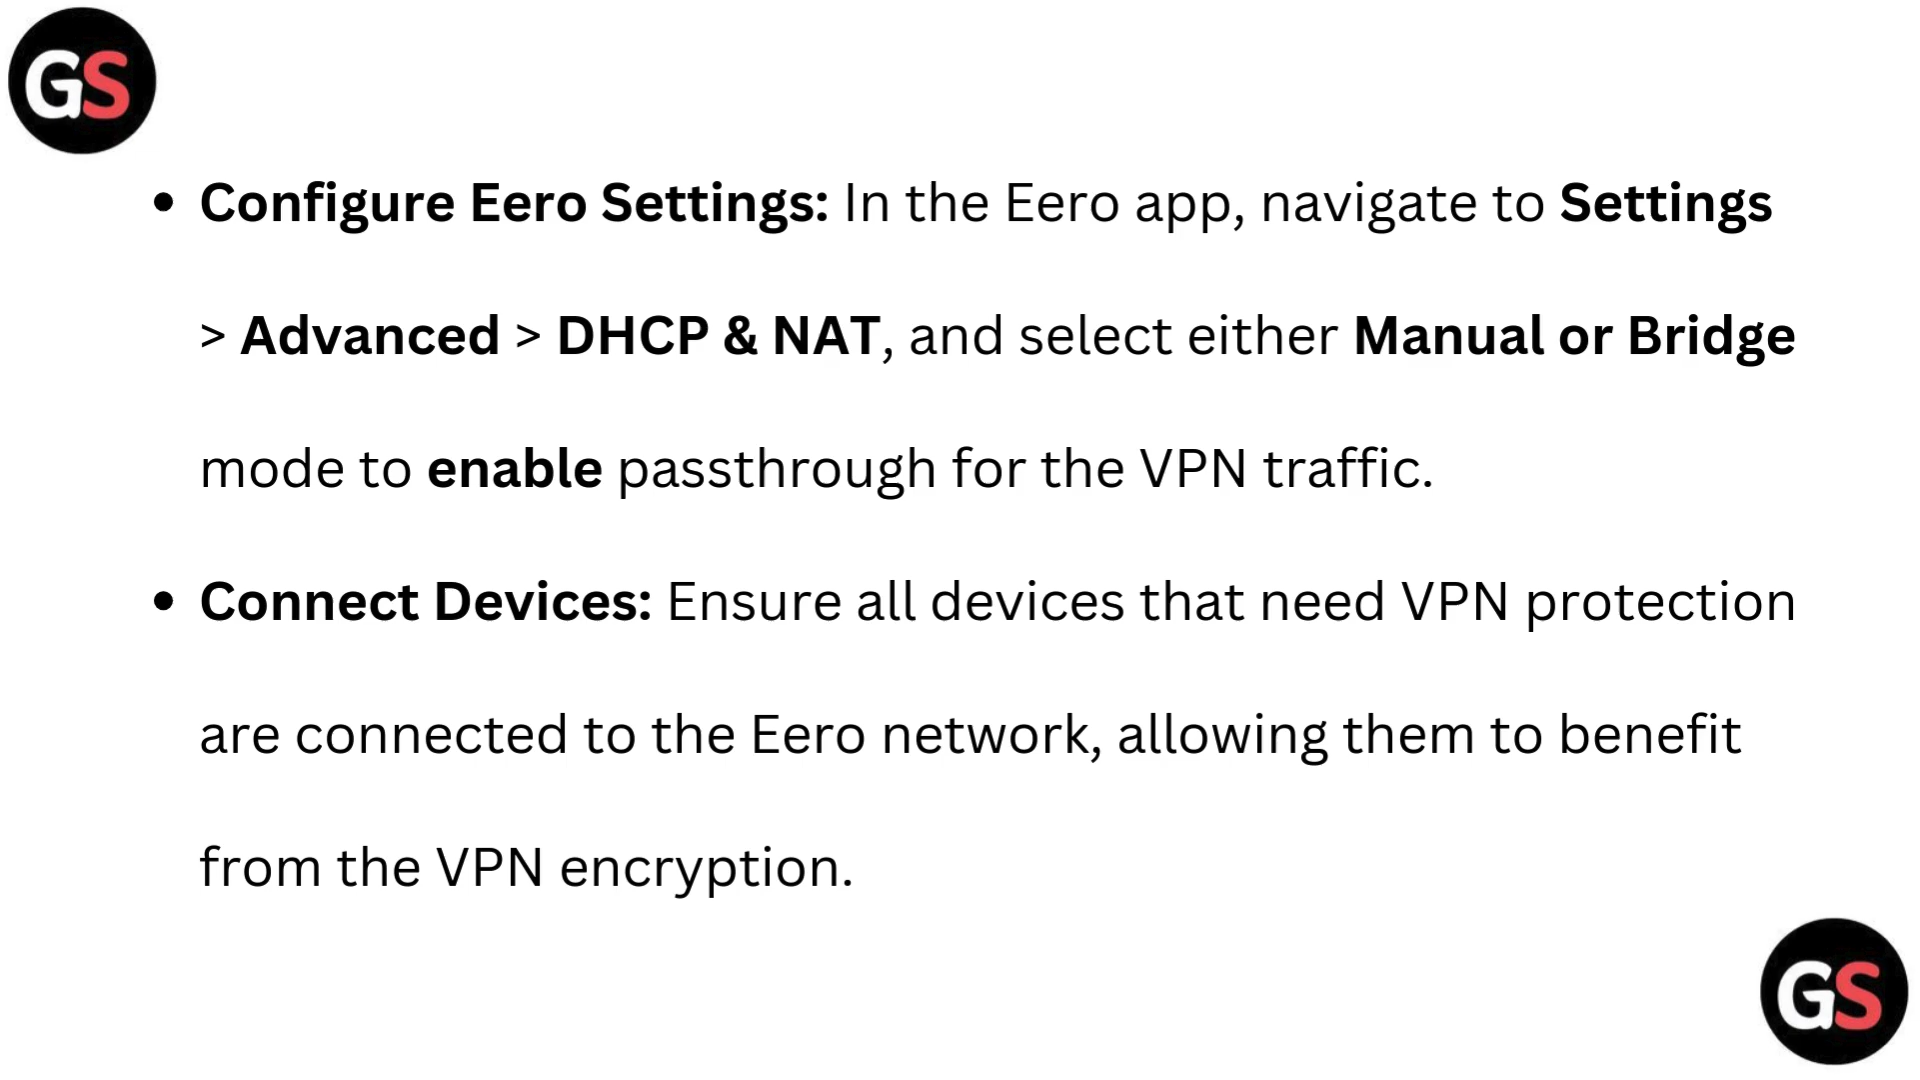 GS
• Configure Eero Settings: In the Eero app, navigate to Settings
> Advanced > DHCP & NAT, and select either Manual or Bridge
mode to enable passthrough for the VPN traffic.
• Connect Devices: Ensure all devices that need VPN protection
are connected to the Eero network, allowing them to benefit
from the VPN encryption.
GS